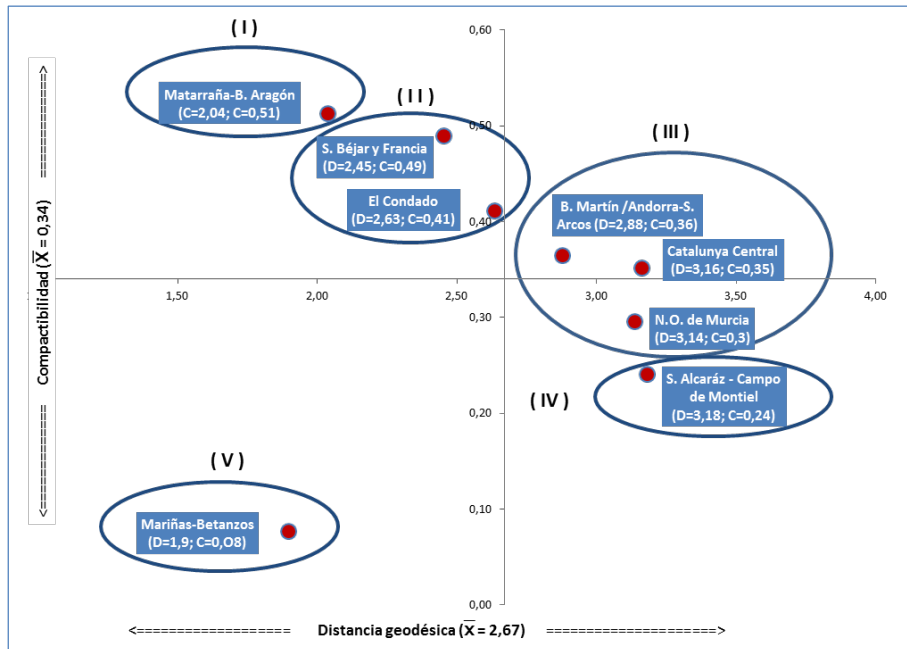 ( I )
0,60
Matarraña-B. Aragón
(C=2,04; C=0,51)
( I I )
0,50
S. Béjar y Francia
(D=2,45; C=0,49)
El Condado
(D=2,63; C=0,41)
( III )
0,40
B. Martín /Andorra-S.
Arcos (D=2,88; C=0,36)
Catalunya Central
(D=3,16; C=0,35)
1,50
2,00
2,50
3,00
3,50
4,00
0,30
N.O. de Murcia
(D=3,14; C=0,3)
( IV )
S. Alcaráz - Campo
de Montiel
(D=3,18; C=0,24)
0,20
( V )
0,10
Mariñas-Betanzos
(D=1,9; C=0,O8)
0,00
<======== Compactibilidad (X̅ = 0,34) ========>
<================== Distancia geodésica (X̅ = 2,67) ==================>